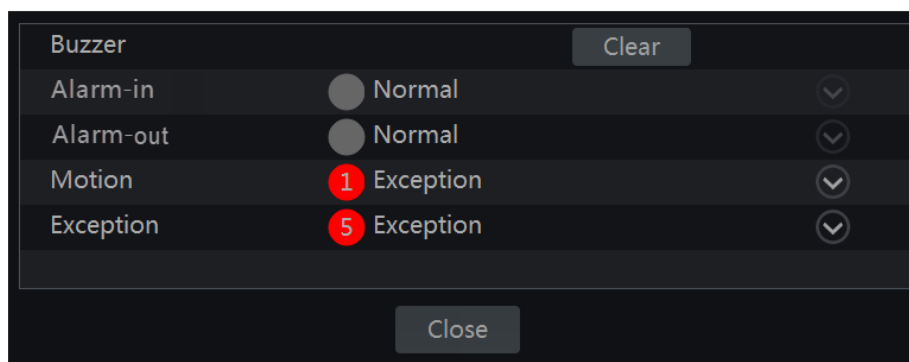 Buzzer Clear
Alarm-in Normal
Alarm-out Normal
Motion 1 Exception
Exception 5 Exception
Close